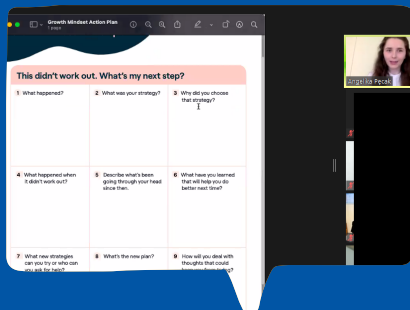 Growth Mindset Action Plan
1 page
This didn't work out. What's my next step?
1 What happened?
2 What was your strategy?
3 Why did you choose
that strategy?
4 What happened when
it didn't work out?
5 Describe what's been
going through your head
since then.
6 What have you learned
that will help you do
better next time?
7 What new strategies
can you try or who can
you ask for help?
8 What's the new plan?
9 How will you deal with
thoughts that could
Angelika Pęcak